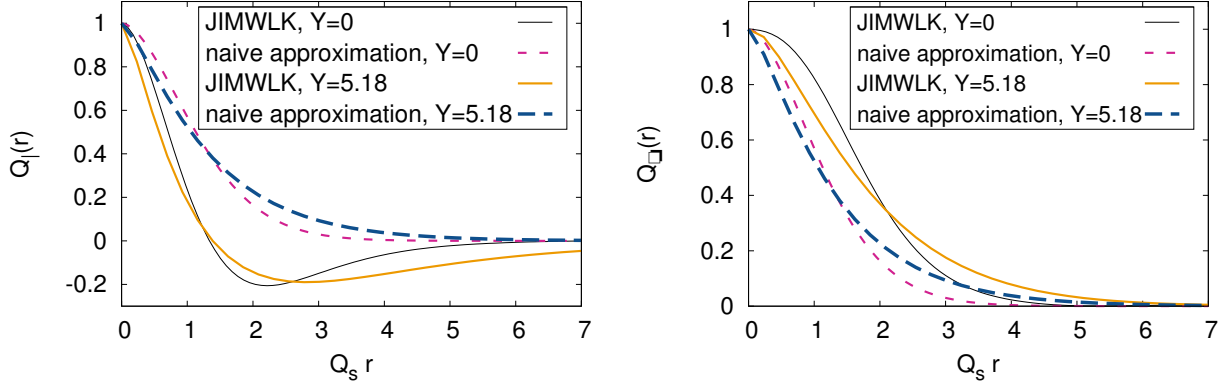 JIMWLK, Y=0
naive approximation, Y=0
JIMWLK, Y=5.18
naive approximation, Y=5.18
1
0.8
0.6
0.4
0.2
0
-0.2
Q|(r)
0 1 2 3 4 5 6 7
Qs r
JIMWLK, Y=0
naive approximation, Y=0
JIMWLK, Y=5.18
naive approximation, Y=5.18
1
0.8
0.6
0.4
0.2
0
Q□(r)
0 1 2 3 4 5 6 7
Qs r